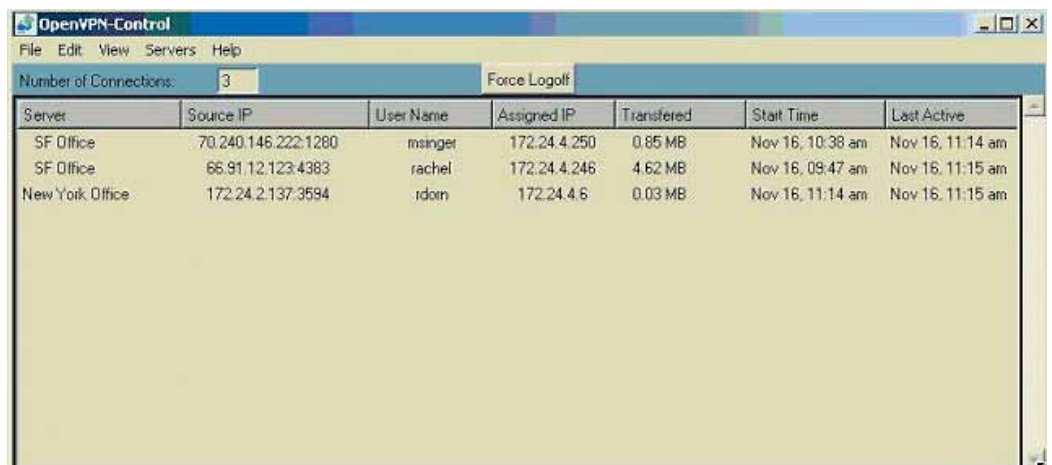 OpenVPN-Control
File Edit View Servers Help
Number of Connections: 3 Force Logoff
Server Source IP User Name Assigned IP Transfered Start Time Last Active
SF Office 70.240.146.222:1280 msinger 172.24.4.250 0.85 MB Nov 16, 10:38 am Nov 16, 11:14 am
SF Office 66.91.12.123:4383 rachel 172.24.4.246 4.62 MB Nov 16, 09:47 am Nov 16, 11:15 am
New York Office 172.24.2.137:3594 rdorn 172.24.4.6 0.03 MB Nov 16, 11:14 am Nov 16, 11:15 am